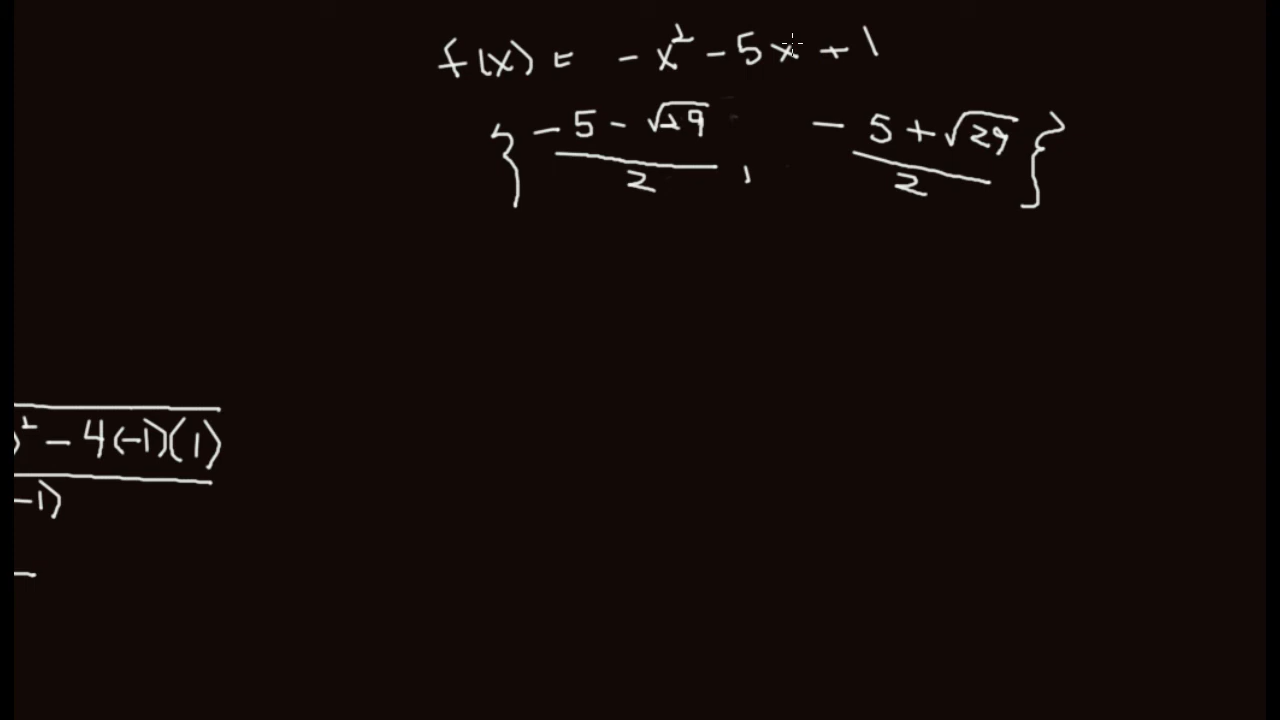 f(x) = -x² - 5x + 1
{ (-5 - √29)/2 , (-5 + √29)/2 }
)² - 4(-1)(1)
-1)